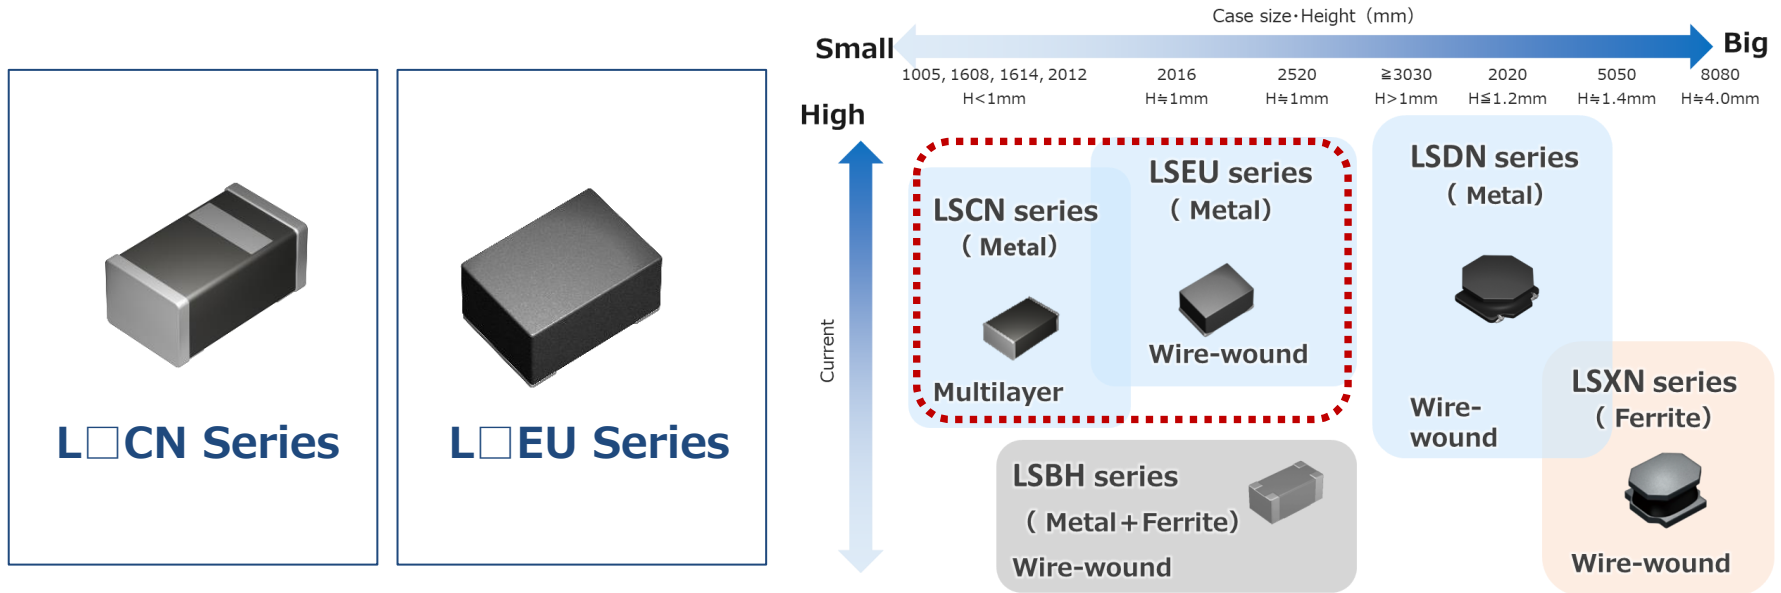 L□CN Series
L□EU Series
Case size･Height（mm）
Small
Big
1005, 1608, 1614, 2012
H<1mm
2016
H≒1mm
2520
H≒1mm
≧3030
H>1mm
2020
H≦1.2mm
5050
H≒1.4mm
8080
H≒4.0mm
High
Current
LSCN series
（ Metal）
Multilayer
LSEU series
（ Metal）
Wire-wound
LSDN series
（ Metal）
Wire-
wound
LSXN series
（ Ferrite）
Wire-wound
LSBH series
（ Metal＋Ferrite）
Wire-wound